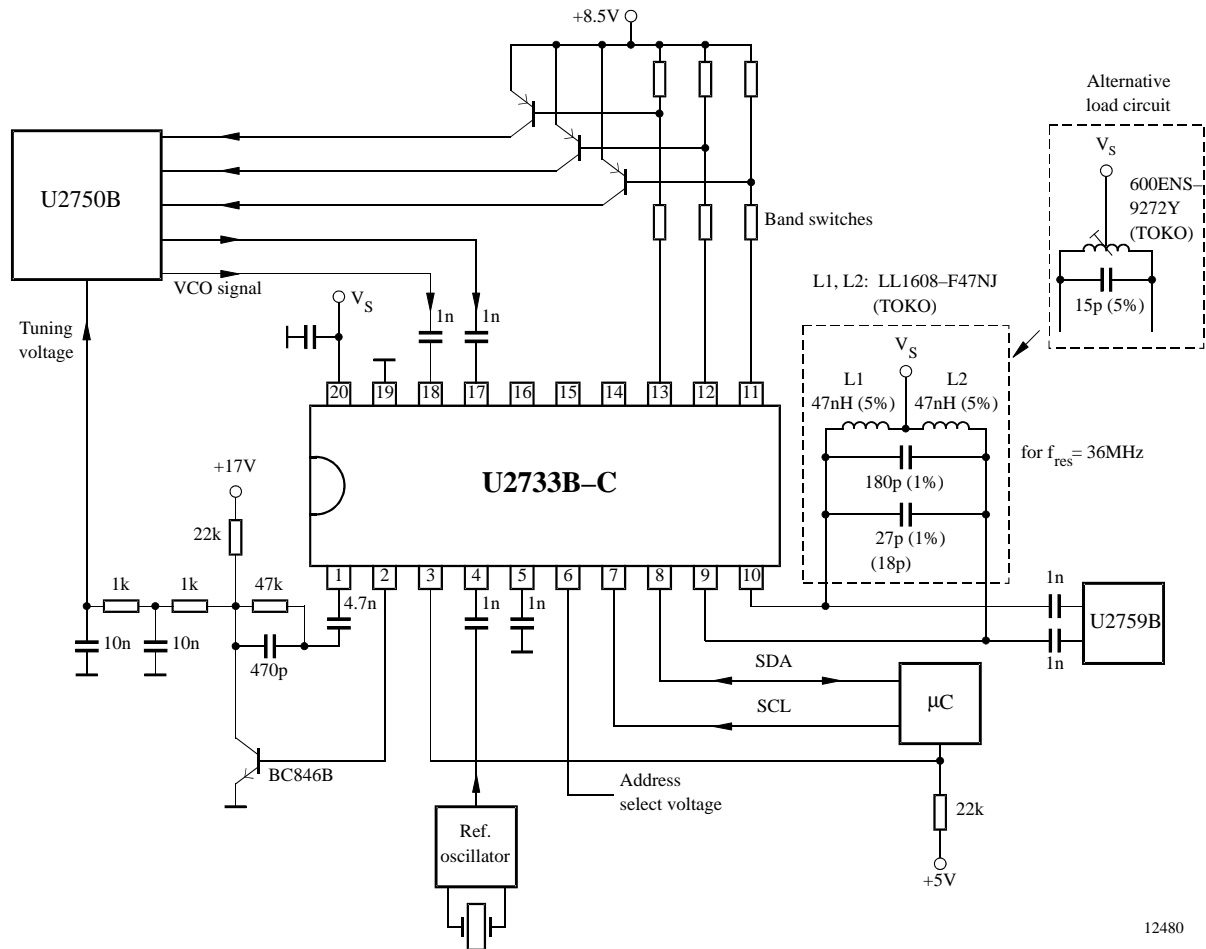 +8.5V
Alternative
load circuit
VS
600ENS–
9272Y
(TOKO)
15p (5%)
U2750B
Band switches
VCO signal
Tuning
voltage
VS
1n
1n
L1, L2: LL1608–F47NJ
(TOKO)
VS
L1
L2
47nH (5%)
47nH (5%)
180p (1%)
27p (1%)
(18p)
for fres= 36MHz
20
19
18
17
16
15
14
13
12
11
U2733B–C
1
2
3
4
5
6
7
8
9
10
+17V
22k
1k
1k
47k
4.7n
1n
1n
10n
10n
470p
1n
U2759B
1n
SDA
SCL
µC
BC846B
Address
select voltage
22k
Ref.
oscillator
+5V
12480